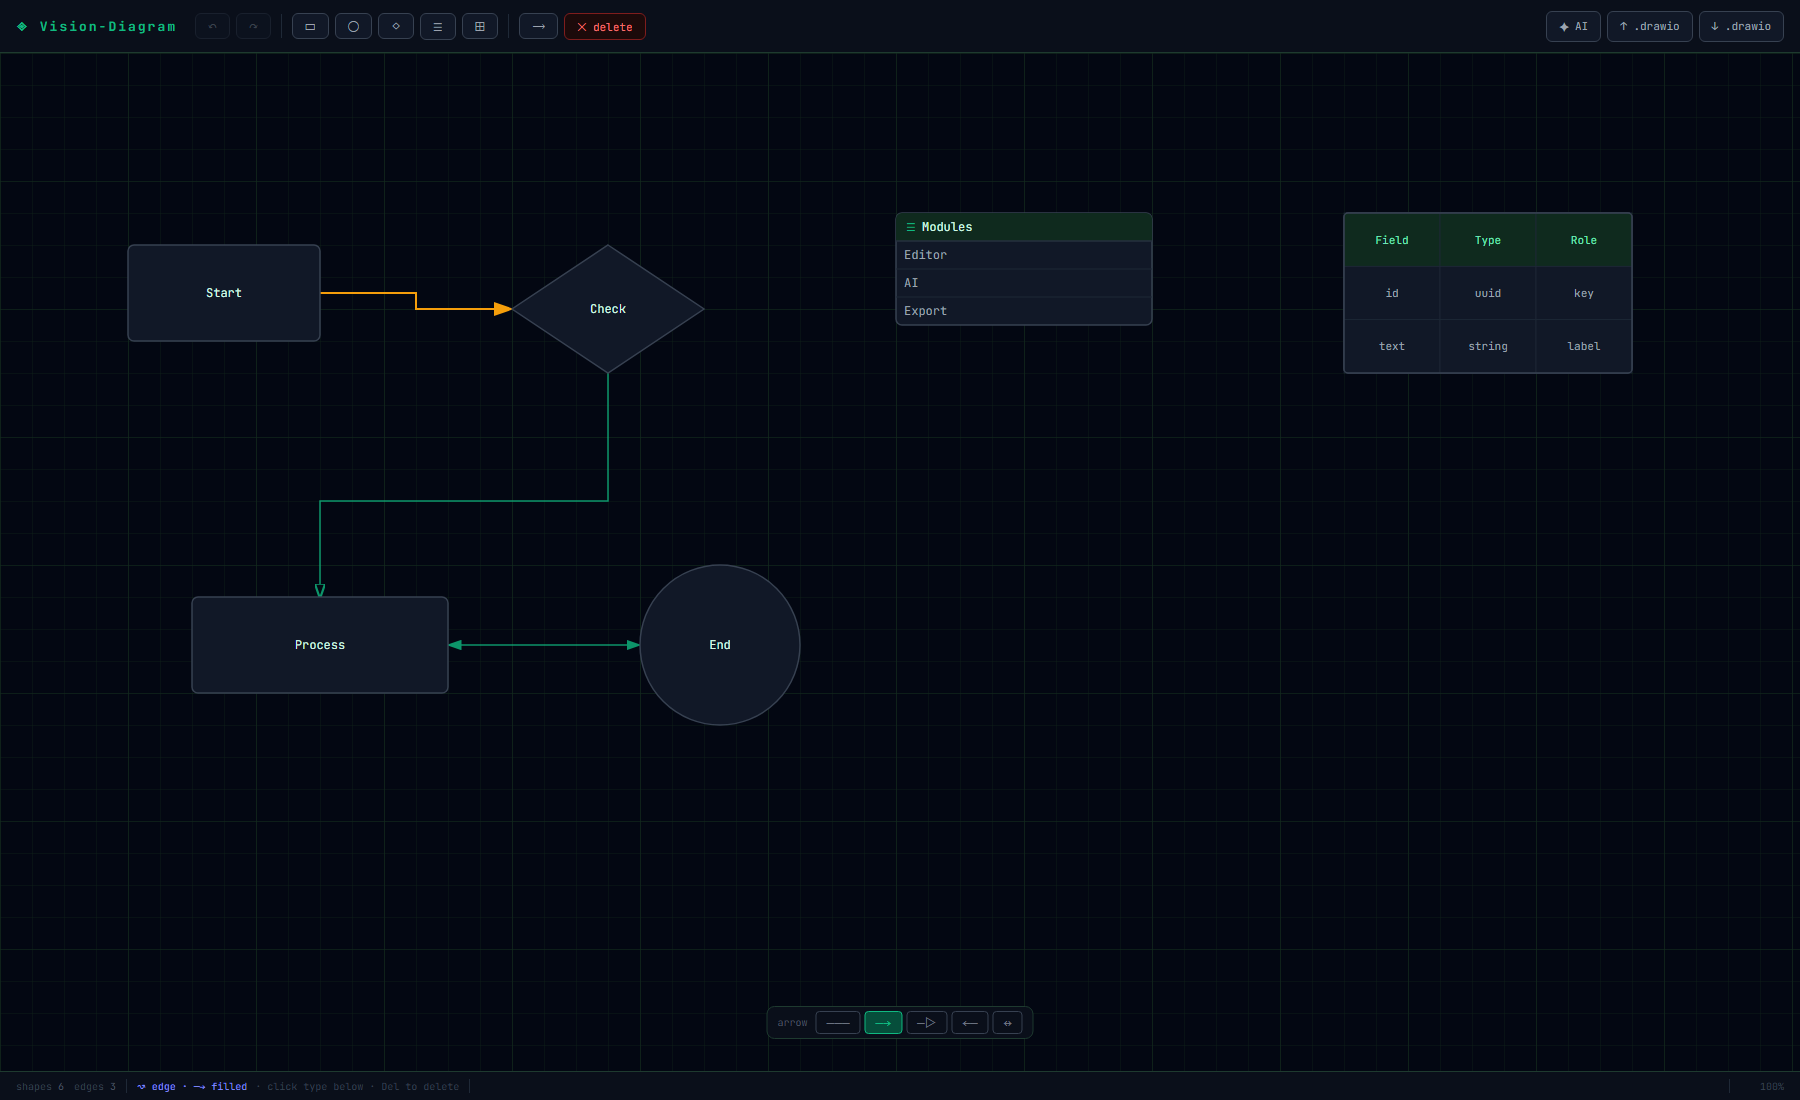 ◈ Vision-Diagram
× delete
✦ AI
↑ .drawio
↓ .drawio
Start
Check
☰ Modules
Editor
AI
Export
Field Type Role
id uuid key
text string label
Process
End
arrow
shapes 6 edges 3
↝ edge · —→ filled · click type below · Del to delete
100%